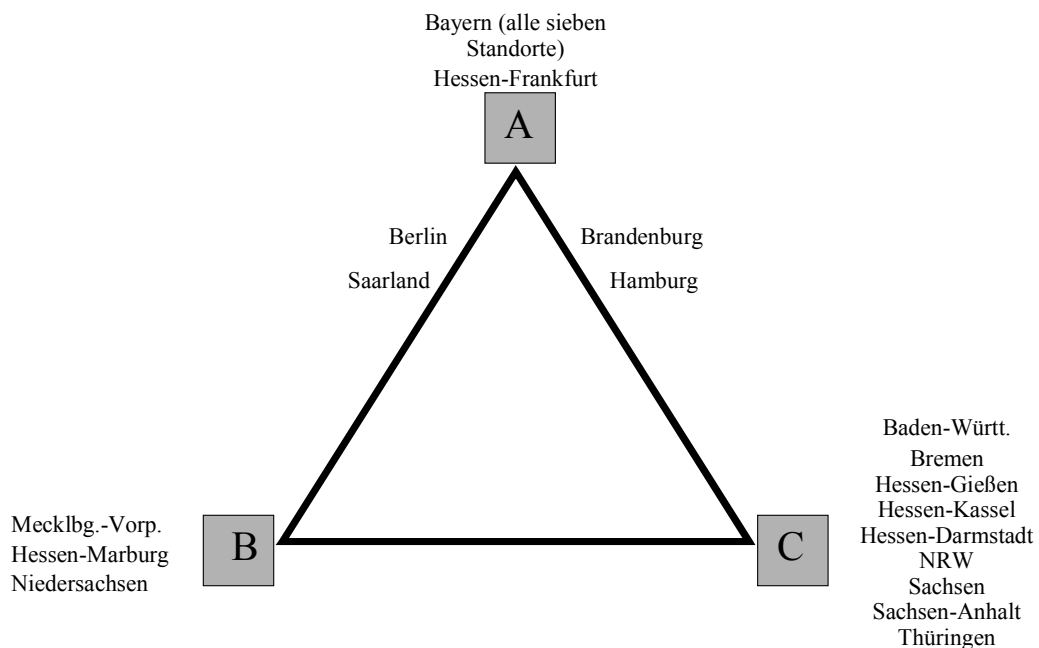 Bayern (alle sieben
Standorte)
Hessen-Frankfurt
A
Berlin
Brandenburg
Saarland
Hamburg
Mecklbg.-Vorp.
Hessen-Marburg
Niedersachsen
B
C
Baden-Württ.
Bremen
Hessen-Gießen
Hessen-Kassel
Hessen-Darmstadt
NRW
Sachsen
Sachsen-Anhalt
Thüringen